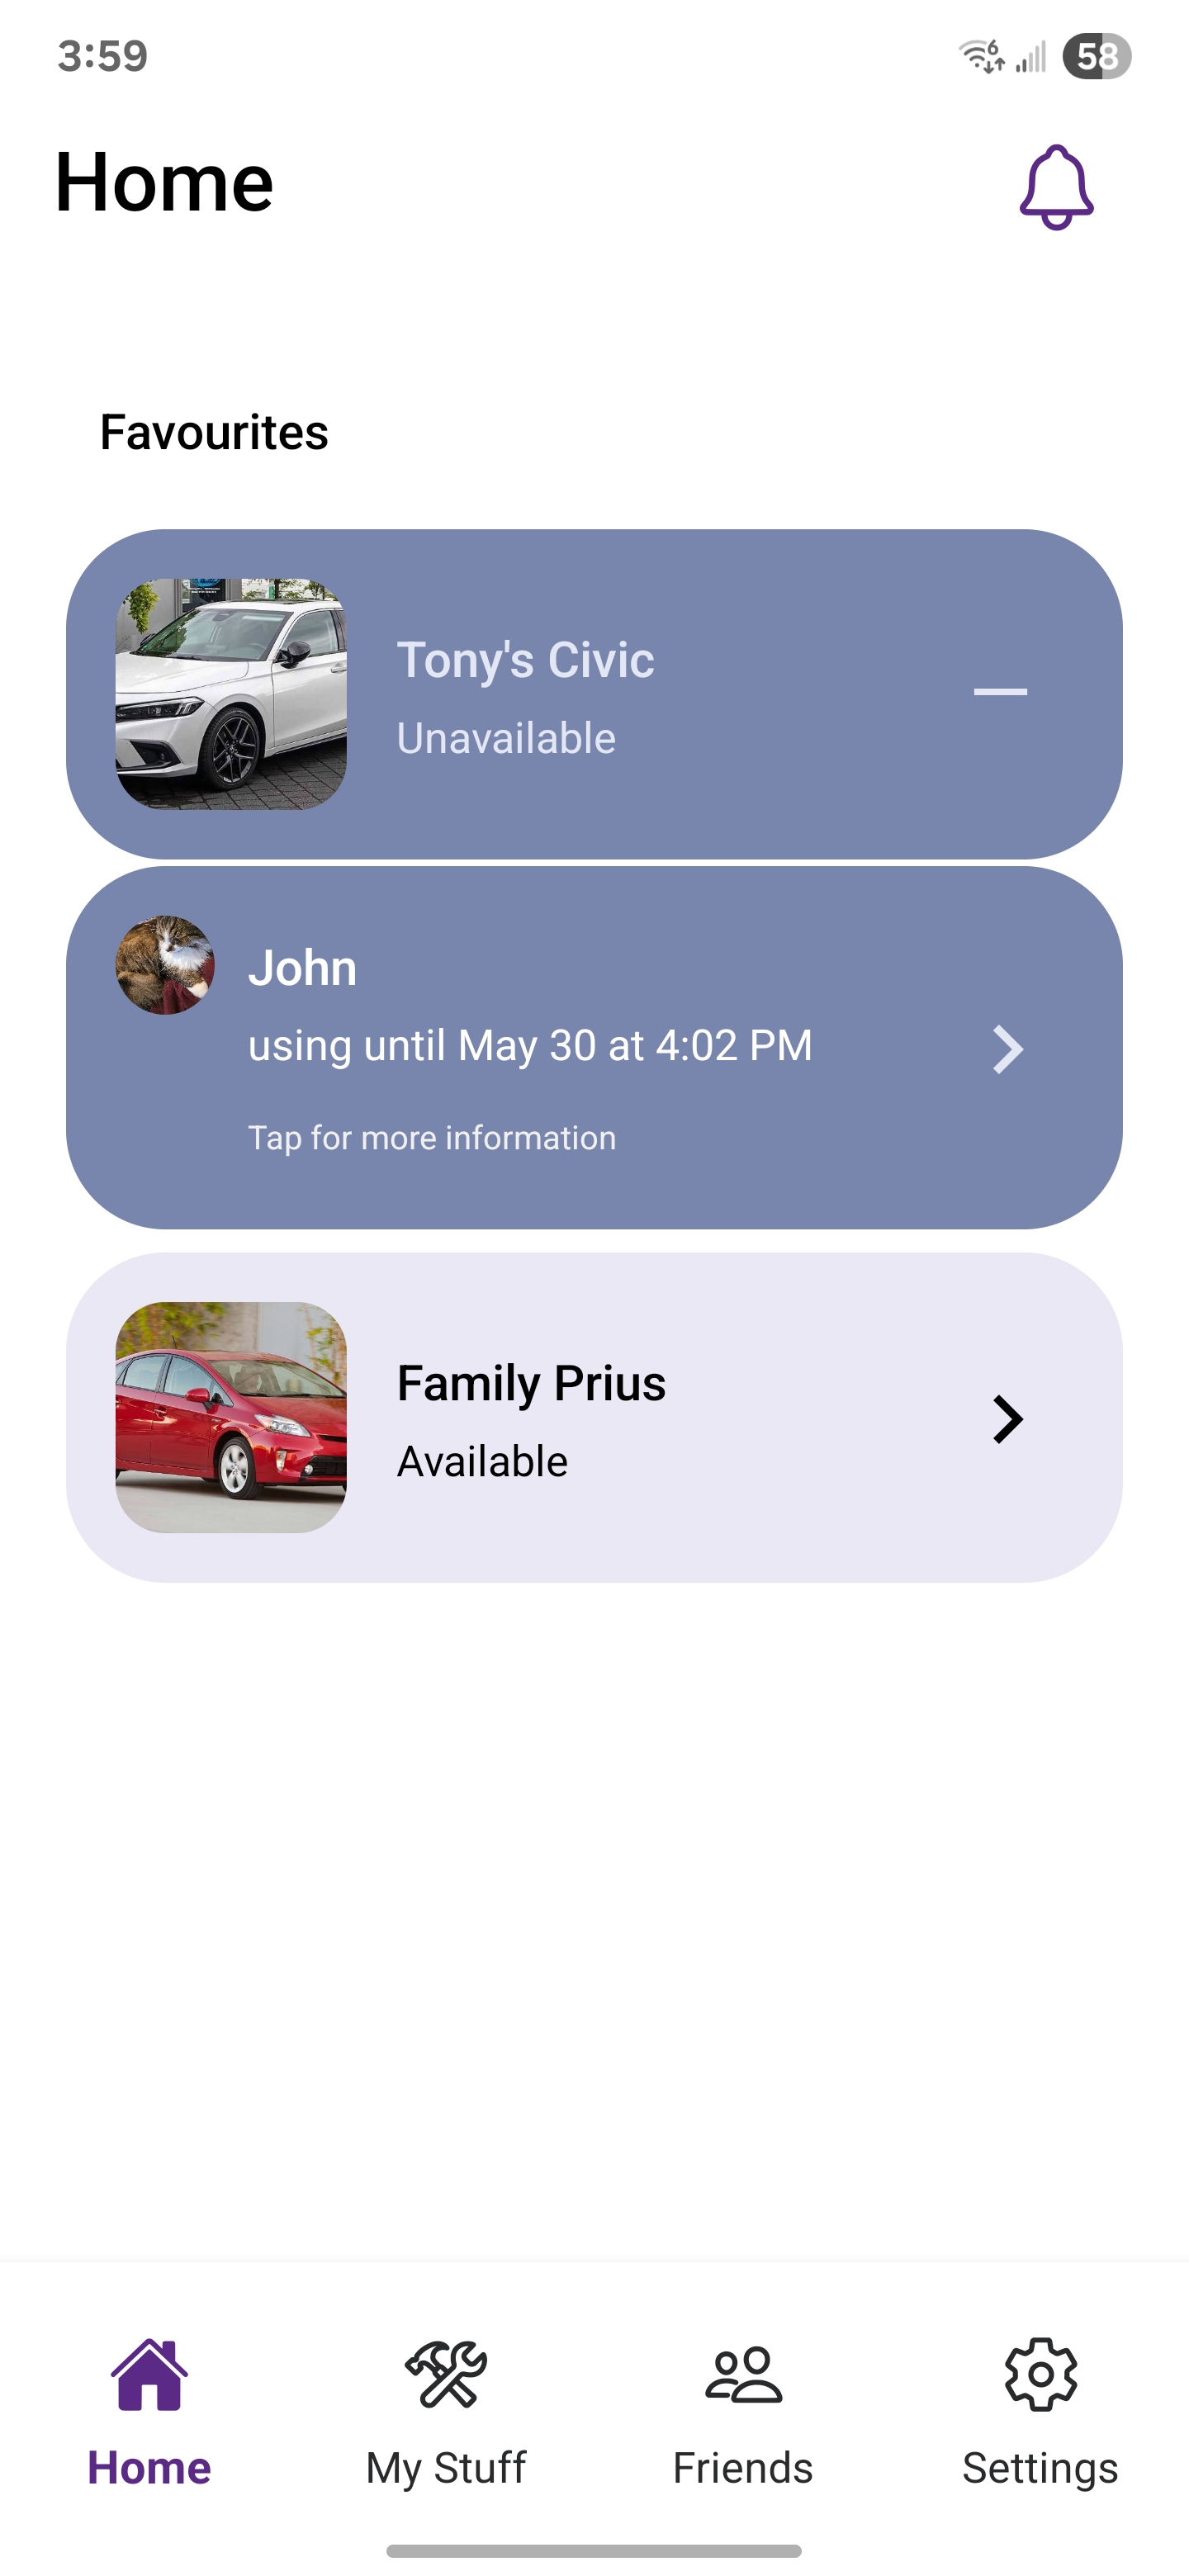 3:59
6
58
Home
Favourites
Tony's Civic
Unavailable
John
using until May 30 at 4:02 PM
Tap for more information
Family Prius
Available
Home
My Stuff
Friends
Settings